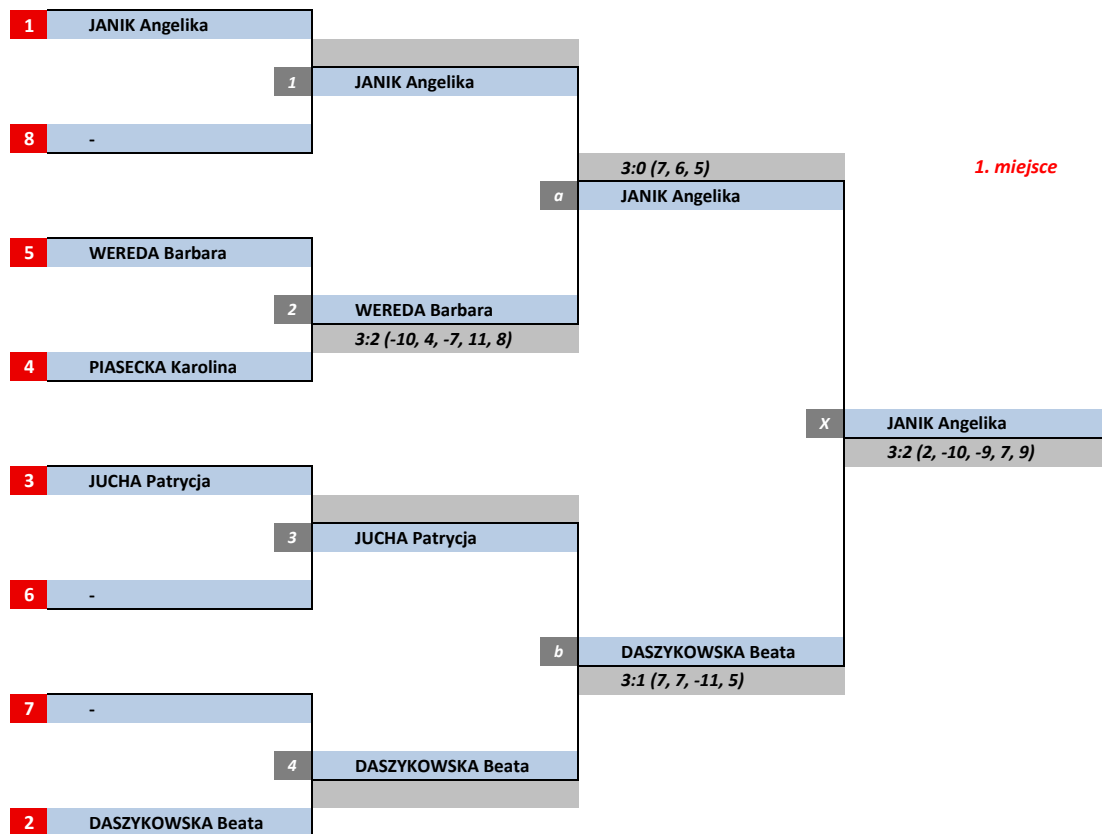 1 JANIK Angelika
1 JANIK Angelika
8 -
3:0 (7, 6, 5) 1. miejsce
a JANIK Angelika
5 WEREDA Barbara
2 WEREDA Barbara
3:2 (-10, 4, -7, 11, 8)
4 PIASECKA Karolina
X JANIK Angelika
3:2 (2, -10, -9, 7, 9)
3 JUCHA Patrycja
3 JUCHA Patrycja
6 -
b DASZYKOWSKA Beata
3:1 (7, 7, -11, 5)
7 -
4 DASZYKOWSKA Beata
2 DASZYKOWSKA Beata